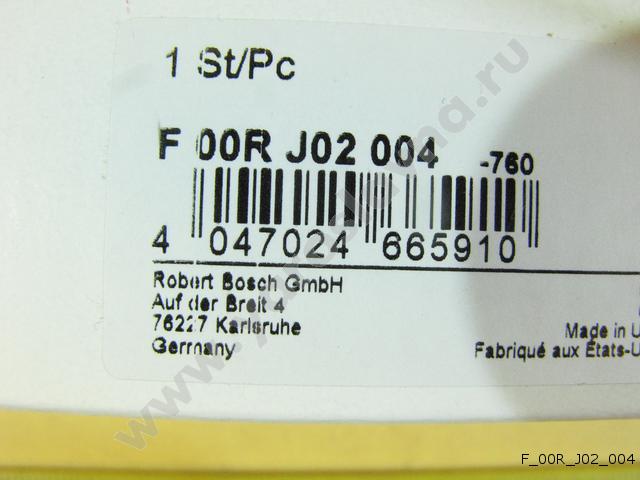 1 St/Pc
F 00R J02 004 -760
4 047024 665910
Robert Bosch GmbH
Auf der Breit 4
76227 Karlsruhe
Germany
Made in U
Fabriqué aux États-U
F_00R_J02_004